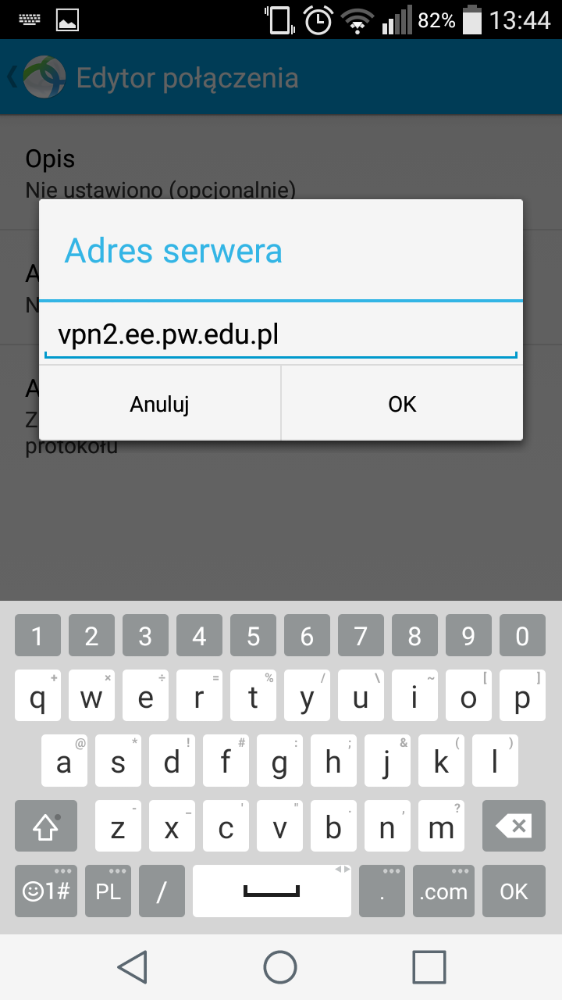 82% 13:44
Edytor połączenia
Opis
Nie ustawiono (opcjonalnie)
Adres serwera
A
N
vpn2.ee.pw.edu.pl
A
Anuluj OK
Z
protokołu
1 2 3 4 5 6 7 8 9 0
+ × ÷ = % / \ ~ [ ]
q w e r t y u i o p
@ * ! # : ; & ( )
a s d f g h j k l
- _ ' " . , ?
z x c v b n m
1# PL / . .com OK